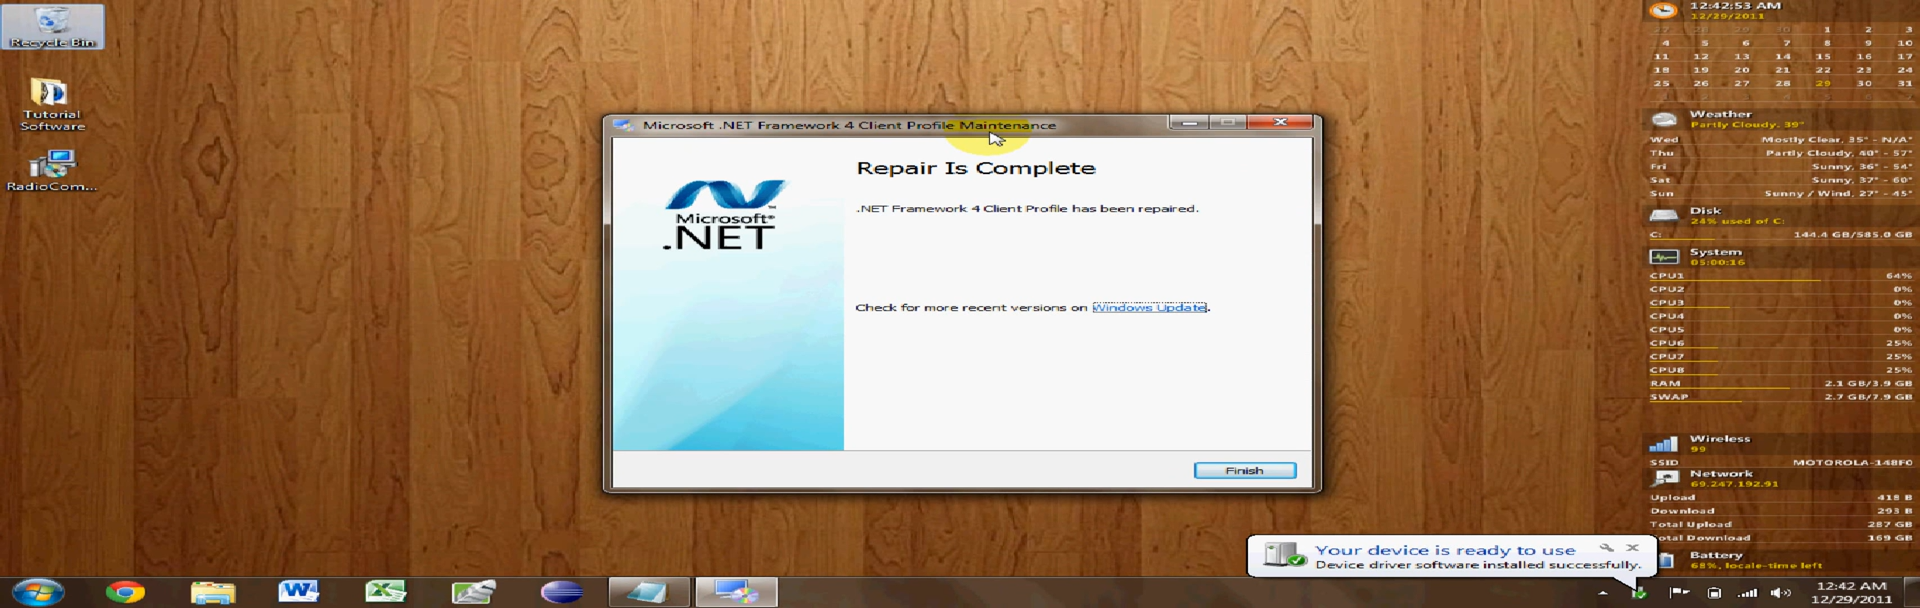 Recycle Bin
Tutorial
Software
RadioCom...
Microsoft .NET Framework 4 Client Profile Maintenance
Microsoft®
.NET
Repair Is Complete
.NET Framework 4 Client Profile has been repaired.
Check for more recent versions on Windows Update.
Finish
12:42:53 AM
12/29/2011
1 2 3
4 5 6 7 8 9 10
11 12 13 14 15 16 17
18 19 20 21 22 23 24
25 26 27 28 29 30 31
Weather
Partly Cloudy, 39°
Wed Mostly Clear, 35° - N/A°
Thu Partly Cloudy, 40° - 57°
Fri Sunny, 36° - 54°
Sat Sunny, 37° - 60°
Sun Sunny / Wind, 27° - 45°
Disk
24% used of C:
C: 144.4 GB/585.0 GB
System
05:00:16
CPU1 64%
CPU2 0%
CPU3 0%
CPU4 0%
CPU5 0%
CPU6 25%
CPU7 25%
CPU8 25%
RAM 2.1 GB/3.9 GB
SWAP 2.7 GB/7.9 GB
Wireless
99
SSID MOTOROLA-148F0
Network
69.247.192.91
Upload 418 B
Download 293 B
Total Upload 287 GB
otal Download 169 GB
Battery
68%, locale-time left
Your device is ready to use
Device driver software installed successfully.
12:42 AM
12/29/2011